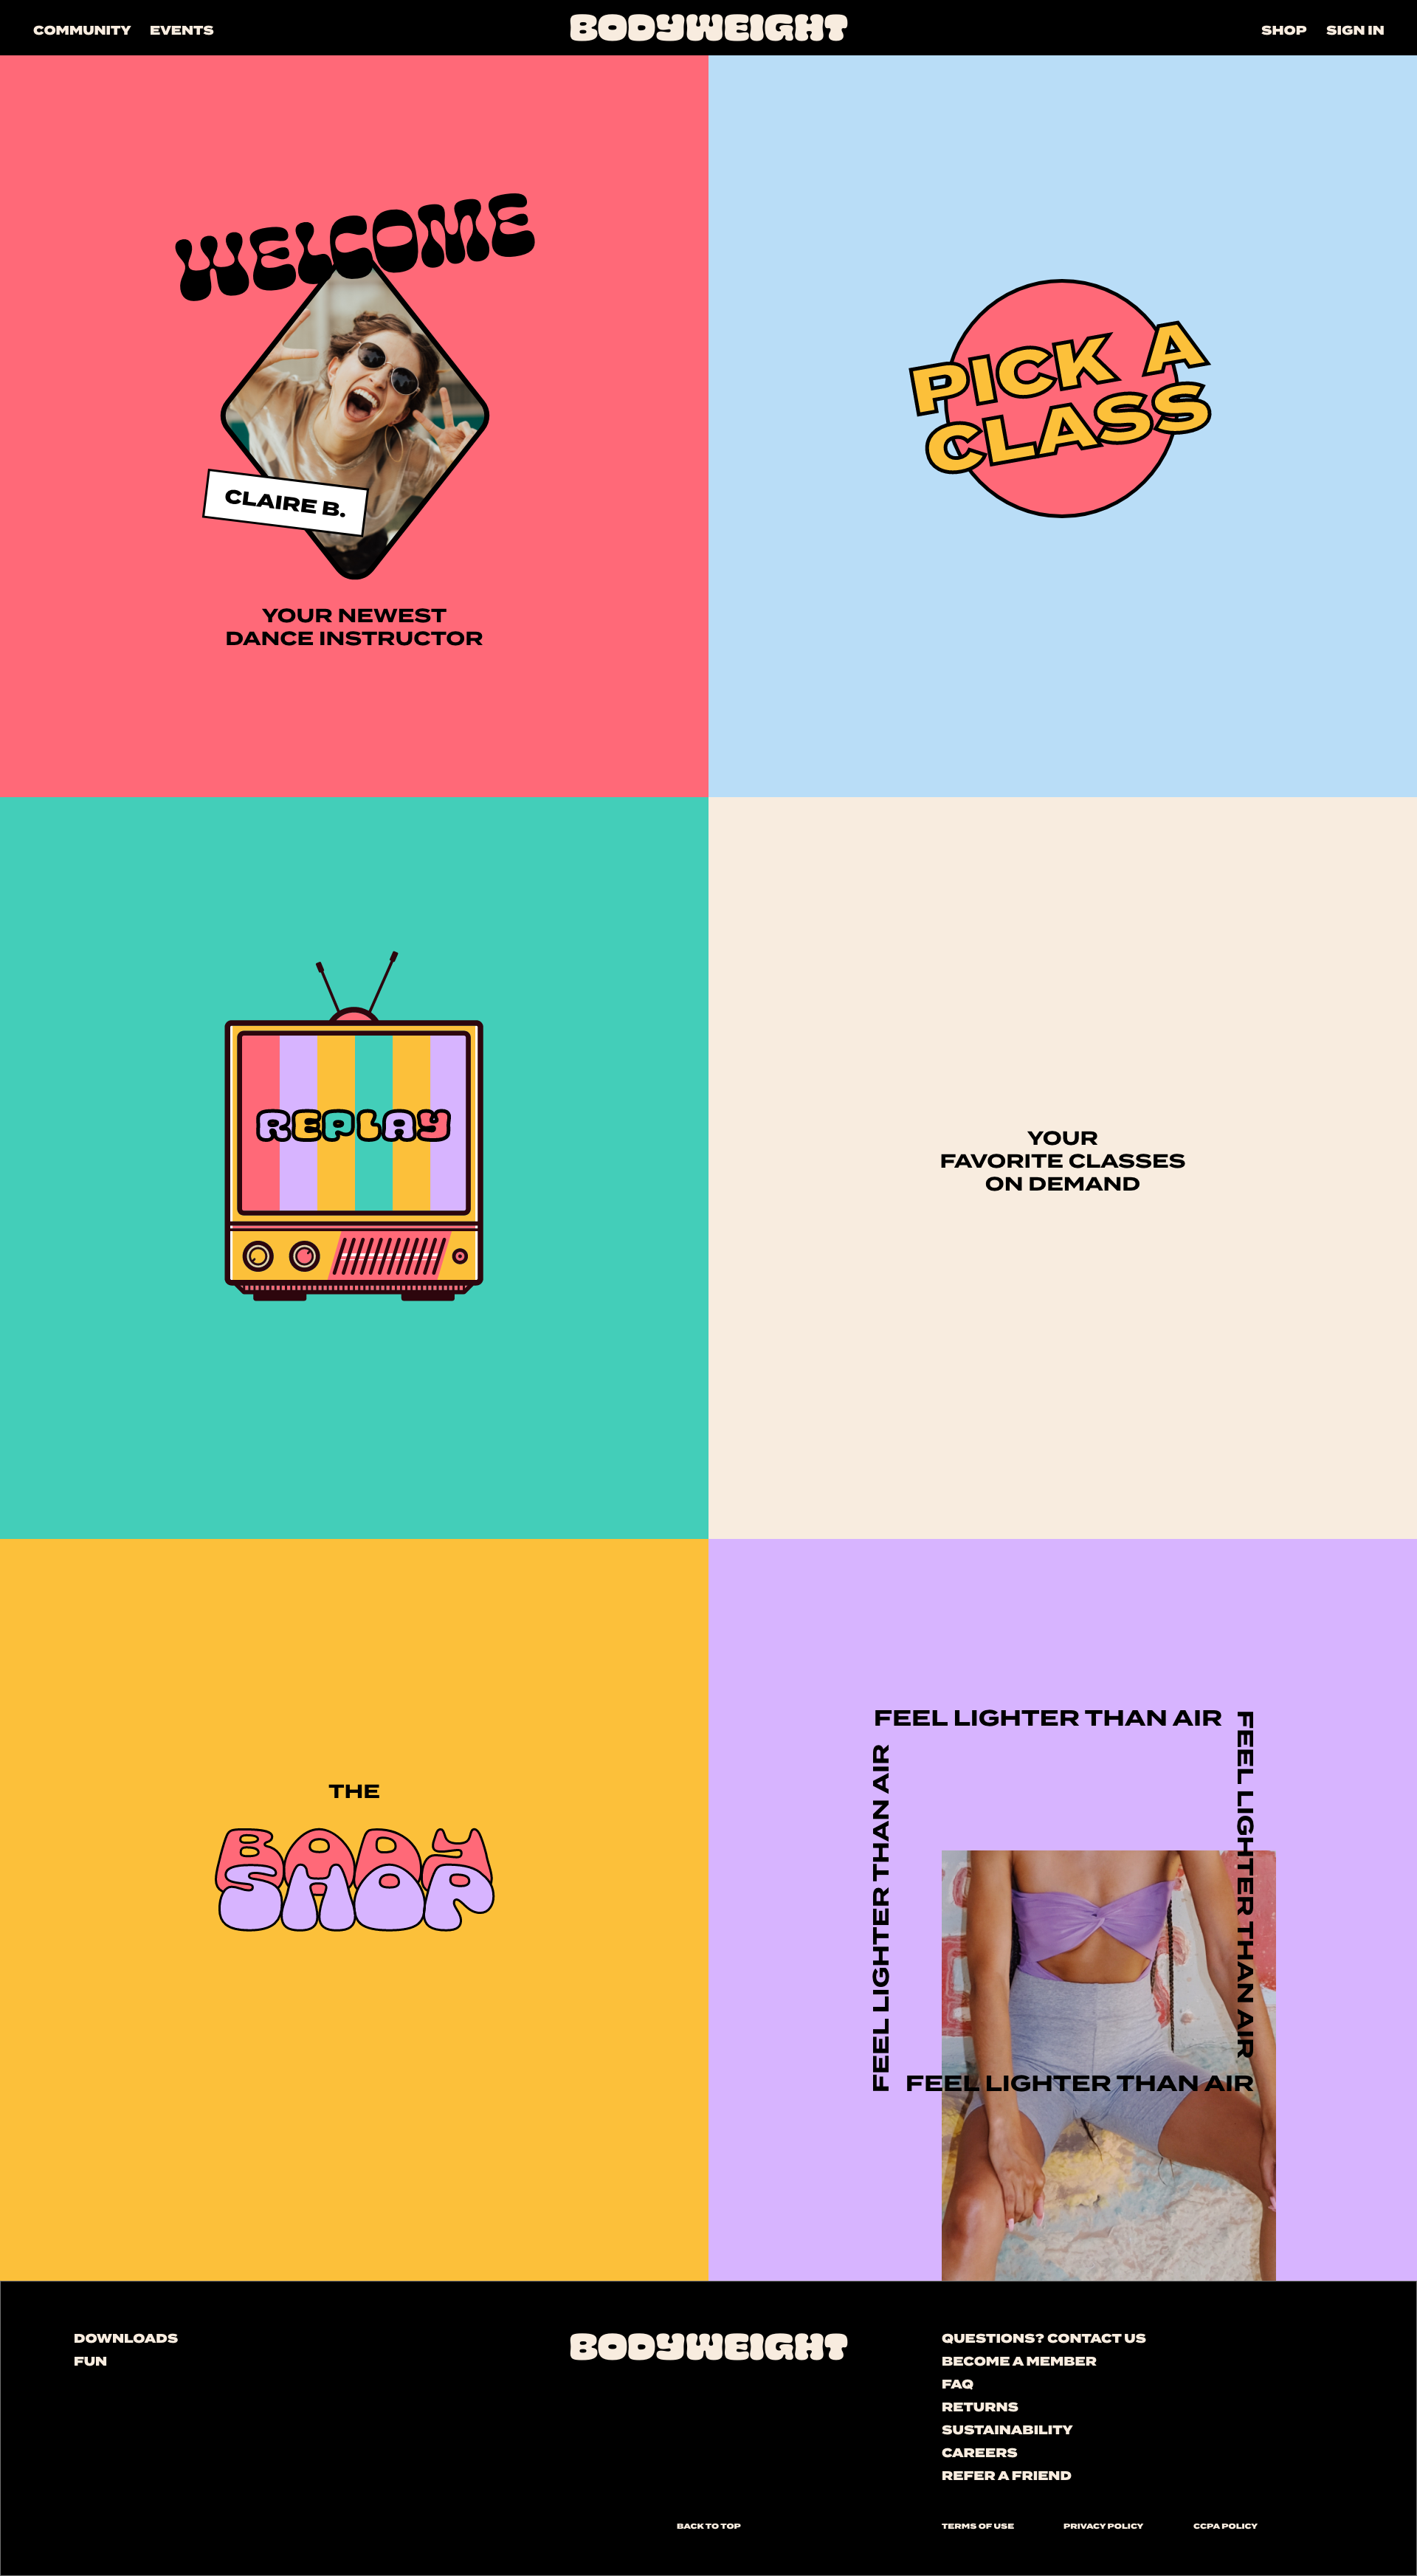 COMMUNITY EVENTS BODYWEIGHT SHOP SIGN IN
WELCOME
CLAIRE B.
YOUR NEWEST
DANCE INSTRUCTOR
PICK A
CLASS
REPLAY
YOUR
FAVORITE CLASSES
ON DEMAND
THE
BODY
SHOP
FEEL LIGHTER THAN AIR
FEEL LIGHTER THAN AIR
FEEL LIGHTER THAN AIR
FEEL LIGHTER THAN AIR
DOWNLOADS
FUN
BODYWEIGHT
QUESTIONS? CONTACT US
BECOME A MEMBER
FAQ
RETURNS
SUSTAINABILITY
CAREERS
REFER A FRIEND
BACK TO TOP
TERMS OF USE PRIVACY POLICY CCPA POLICY